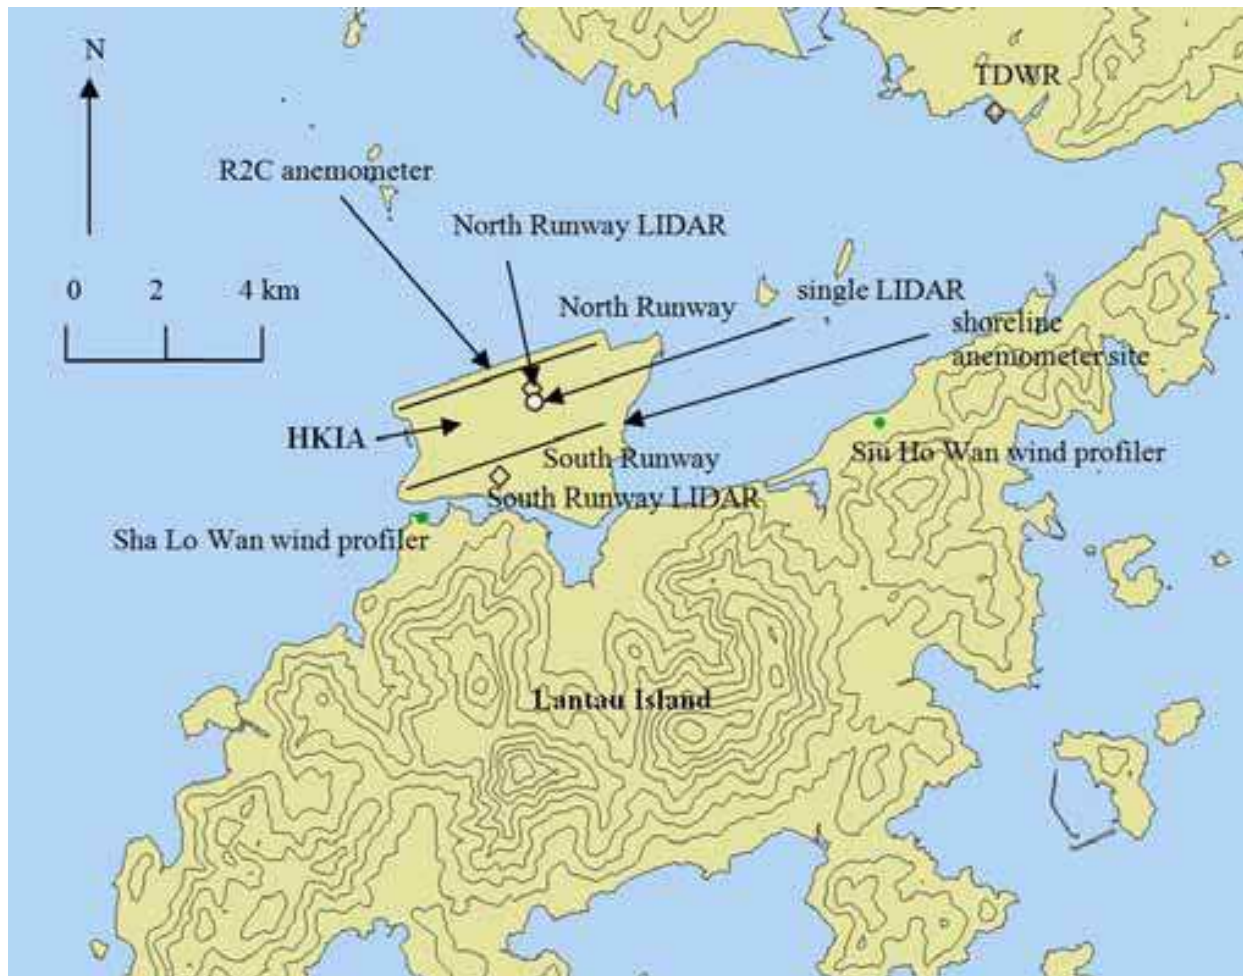 N
TDWR
R2C anemometer
North Runway LIDAR
0 2 4 km
single LIDAR
North Runway
shoreline
anemometer site
HKIA
South Runway
Siu Ho Wan wind profiler
South Runway LIDAR
Sha Lo Wan wind profiler
Lantau Island